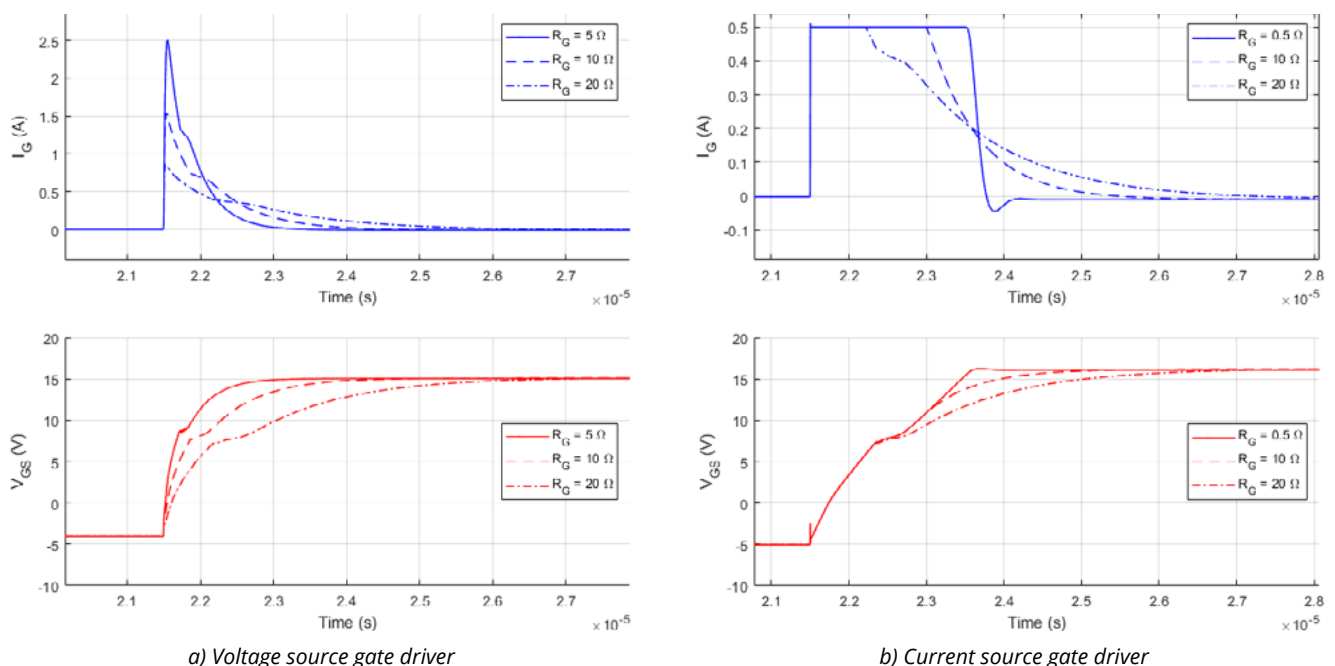 I_G (A)
2.5
2
1.5
1
0.5
0
R_G = 5 Ω
R_G = 10 Ω
R_G = 20 Ω
2.1 2.2 2.3 2.4 2.5 2.6 2.7
Time (s)
×10^-5
I_G (A)
0.5
0.4
0.3
0.2
0.1
0
-0.1
R_G = 0.5 Ω
R_G = 10 Ω
R_G = 20 Ω
2.1 2.2 2.3 2.4 2.5 2.6 2.7 2.8
Time (s)
×10^-5
V_GS (V)
20
15
10
5
0
-5
-10
R_G = 5 Ω
R_G = 10 Ω
R_G = 20 Ω
2.1 2.2 2.3 2.4 2.5 2.6 2.7
Time (s)
×10^-5
V_GS (V)
20
15
10
5
0
-5
-10
R_G = 0.5 Ω
R_G = 10 Ω
R_G = 20 Ω
2.1 2.2 2.3 2.4 2.5 2.6 2.7 2.8
Time (s)
×10^-5
a) Voltage source gate driver
b) Current source gate driver